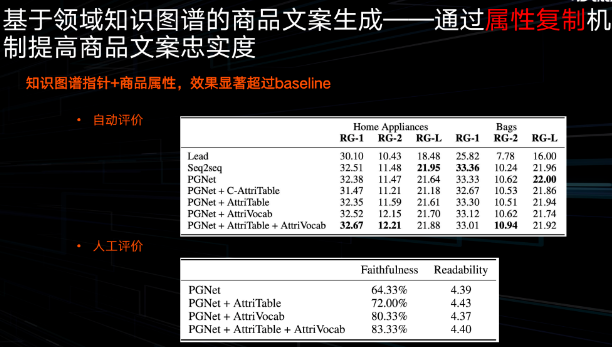 基于领域知识图谱的商品文案生成——通过属性复制机
制提高商品文案忠实度
知识图谱指针+商品属性，效果显著超过baseline
• 自动评价
Home Appliances Bags
RG-1 RG-2 RG-L RG-1 RG-2 RG-L
Lead 30.10 10.43 18.48 25.82 7.78 16.00
Seq2seq 32.51 11.48 21.95 33.36 10.24 21.96
PGNet 32.38 11.47 21.64 33.33 10.62 22.00
PGNet + C-AttriTable 31.47 11.21 21.18 32.67 10.53 21.86
PGNet + AttriTable 32.35 11.59 21.61 33.30 10.51 21.94
PGNet + AttriVocab 32.52 12.15 21.70 33.12 10.62 21.74
PGNet + AttriTable + AttriVocab 32.67 12.21 21.88 33.01 10.94 21.92
• 人工评价
Faithfulness Readability
PGNet 64.33% 4.39
PGNet + AttriTable 72.00% 4.43
PGNet + AttriVocab 80.33% 4.37
PGNet + AttriTable + AttriVocab 83.33% 4.40